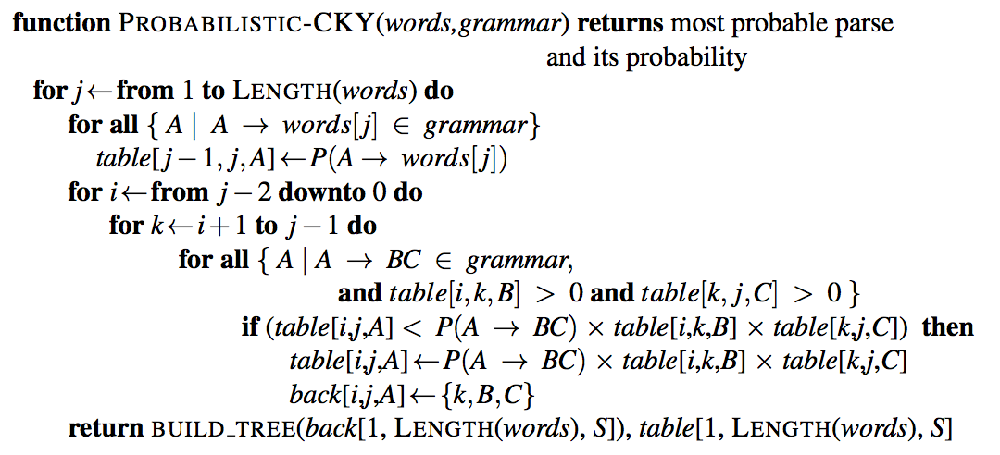 function PROBABILISTIC-CKY(words,grammar) returns most probable parse
and its probability
for j←from 1 to LENGTH(words) do
for all { A | A → words[j] ∈ grammar}
table[j − 1, j, A]←P(A → words[j])
for i←from j − 2 downto 0 do
for k←i + 1 to j − 1 do
for all { A | A → BC ∈ grammar,
and table[i,k,B] > 0 and table[k, j,C] > 0 }
if (table[i,j,A] < P(A → BC) × table[i,k,B] × table[k,j,C]) then
table[i,j,A]←P(A → BC) × table[i,k,B] × table[k,j,C]
back[i,j,A]←{k,B,C}
return BUILD_TREE(back[1, LENGTH(words), S]), table[1, LENGTH(words), S]